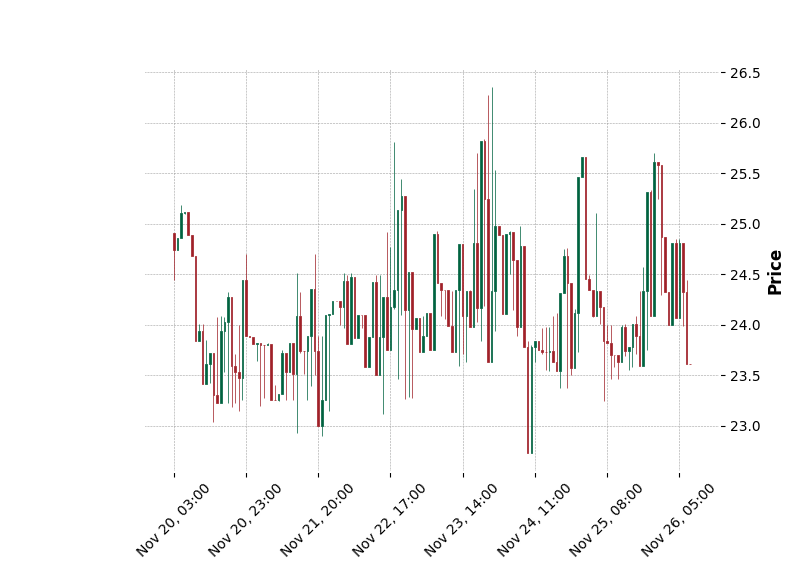 26.5
26.0
25.5
25.0
24.5
24.0
23.5
23.0
Price
Nov 20, 03:00
Nov 20, 23:00
Nov 21, 20:00
Nov 22, 17:00
Nov 23, 14:00
Nov 24, 11:00
Nov 25, 08:00
Nov 26, 05:00